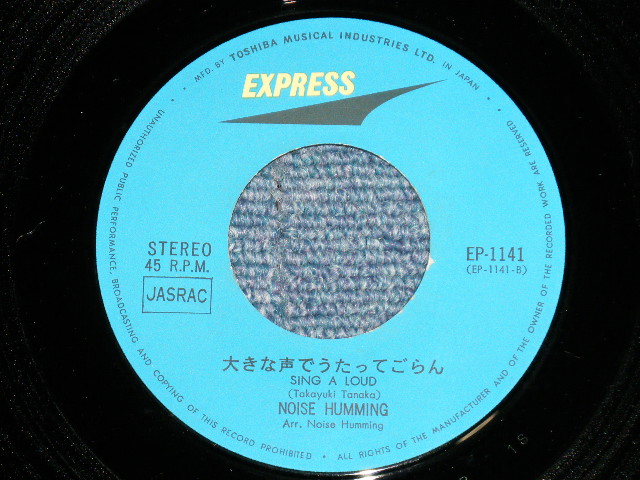 MFD. BY TOSHIBA MUSICAL INDUSTRIES LTD. IN JAPAN
EXPRESS
STEREO
45 R.P.M.
JASRAC
EP-1141
(EP-1141-B)
大きな声でうたってごらん
SING A LOUD
(Takayuki Tanaka)
NOISE HUMMING
Arr. Noise Humming
UNAUTHORIZED PUBLIC PERFORMANCE, BROADCASTING AND COPYING OF THIS RECORD PROHIBITED • ALL RIGHTS OF THE MANUFACTURER AND OF THE OWNER OF THE RECORDED WORK ARE RESERVED